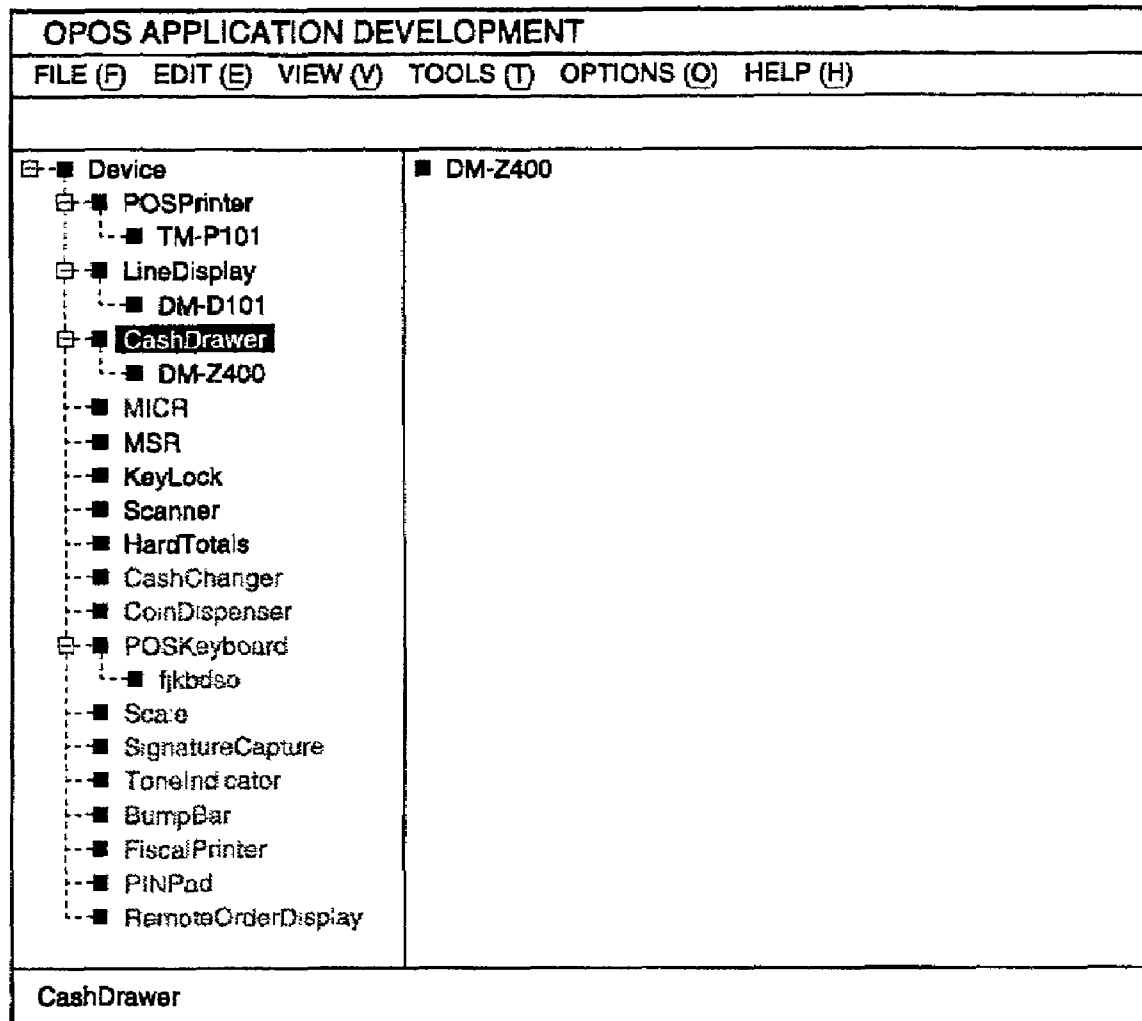 OPOS APPLICATION DEVELOPMENT
FILE (F) EDIT (E) VIEW (V) TOOLS (T) OPTIONS (O) HELP (H)
Device
POSPrinter
TM-P101
LineDisplay
DM-D101
CashDrawer
DM-Z400
MICR
MSR
KeyLock
Scanner
HardTotals
CashChanger
CoinDispenser
POSKeyboard
fjkbdso
Scale
SignatureCapture
ToneIndicator
BumpBar
FiscalPrinter
PINPad
RemoteOrderDisplay
DM-Z400
CashDrawer